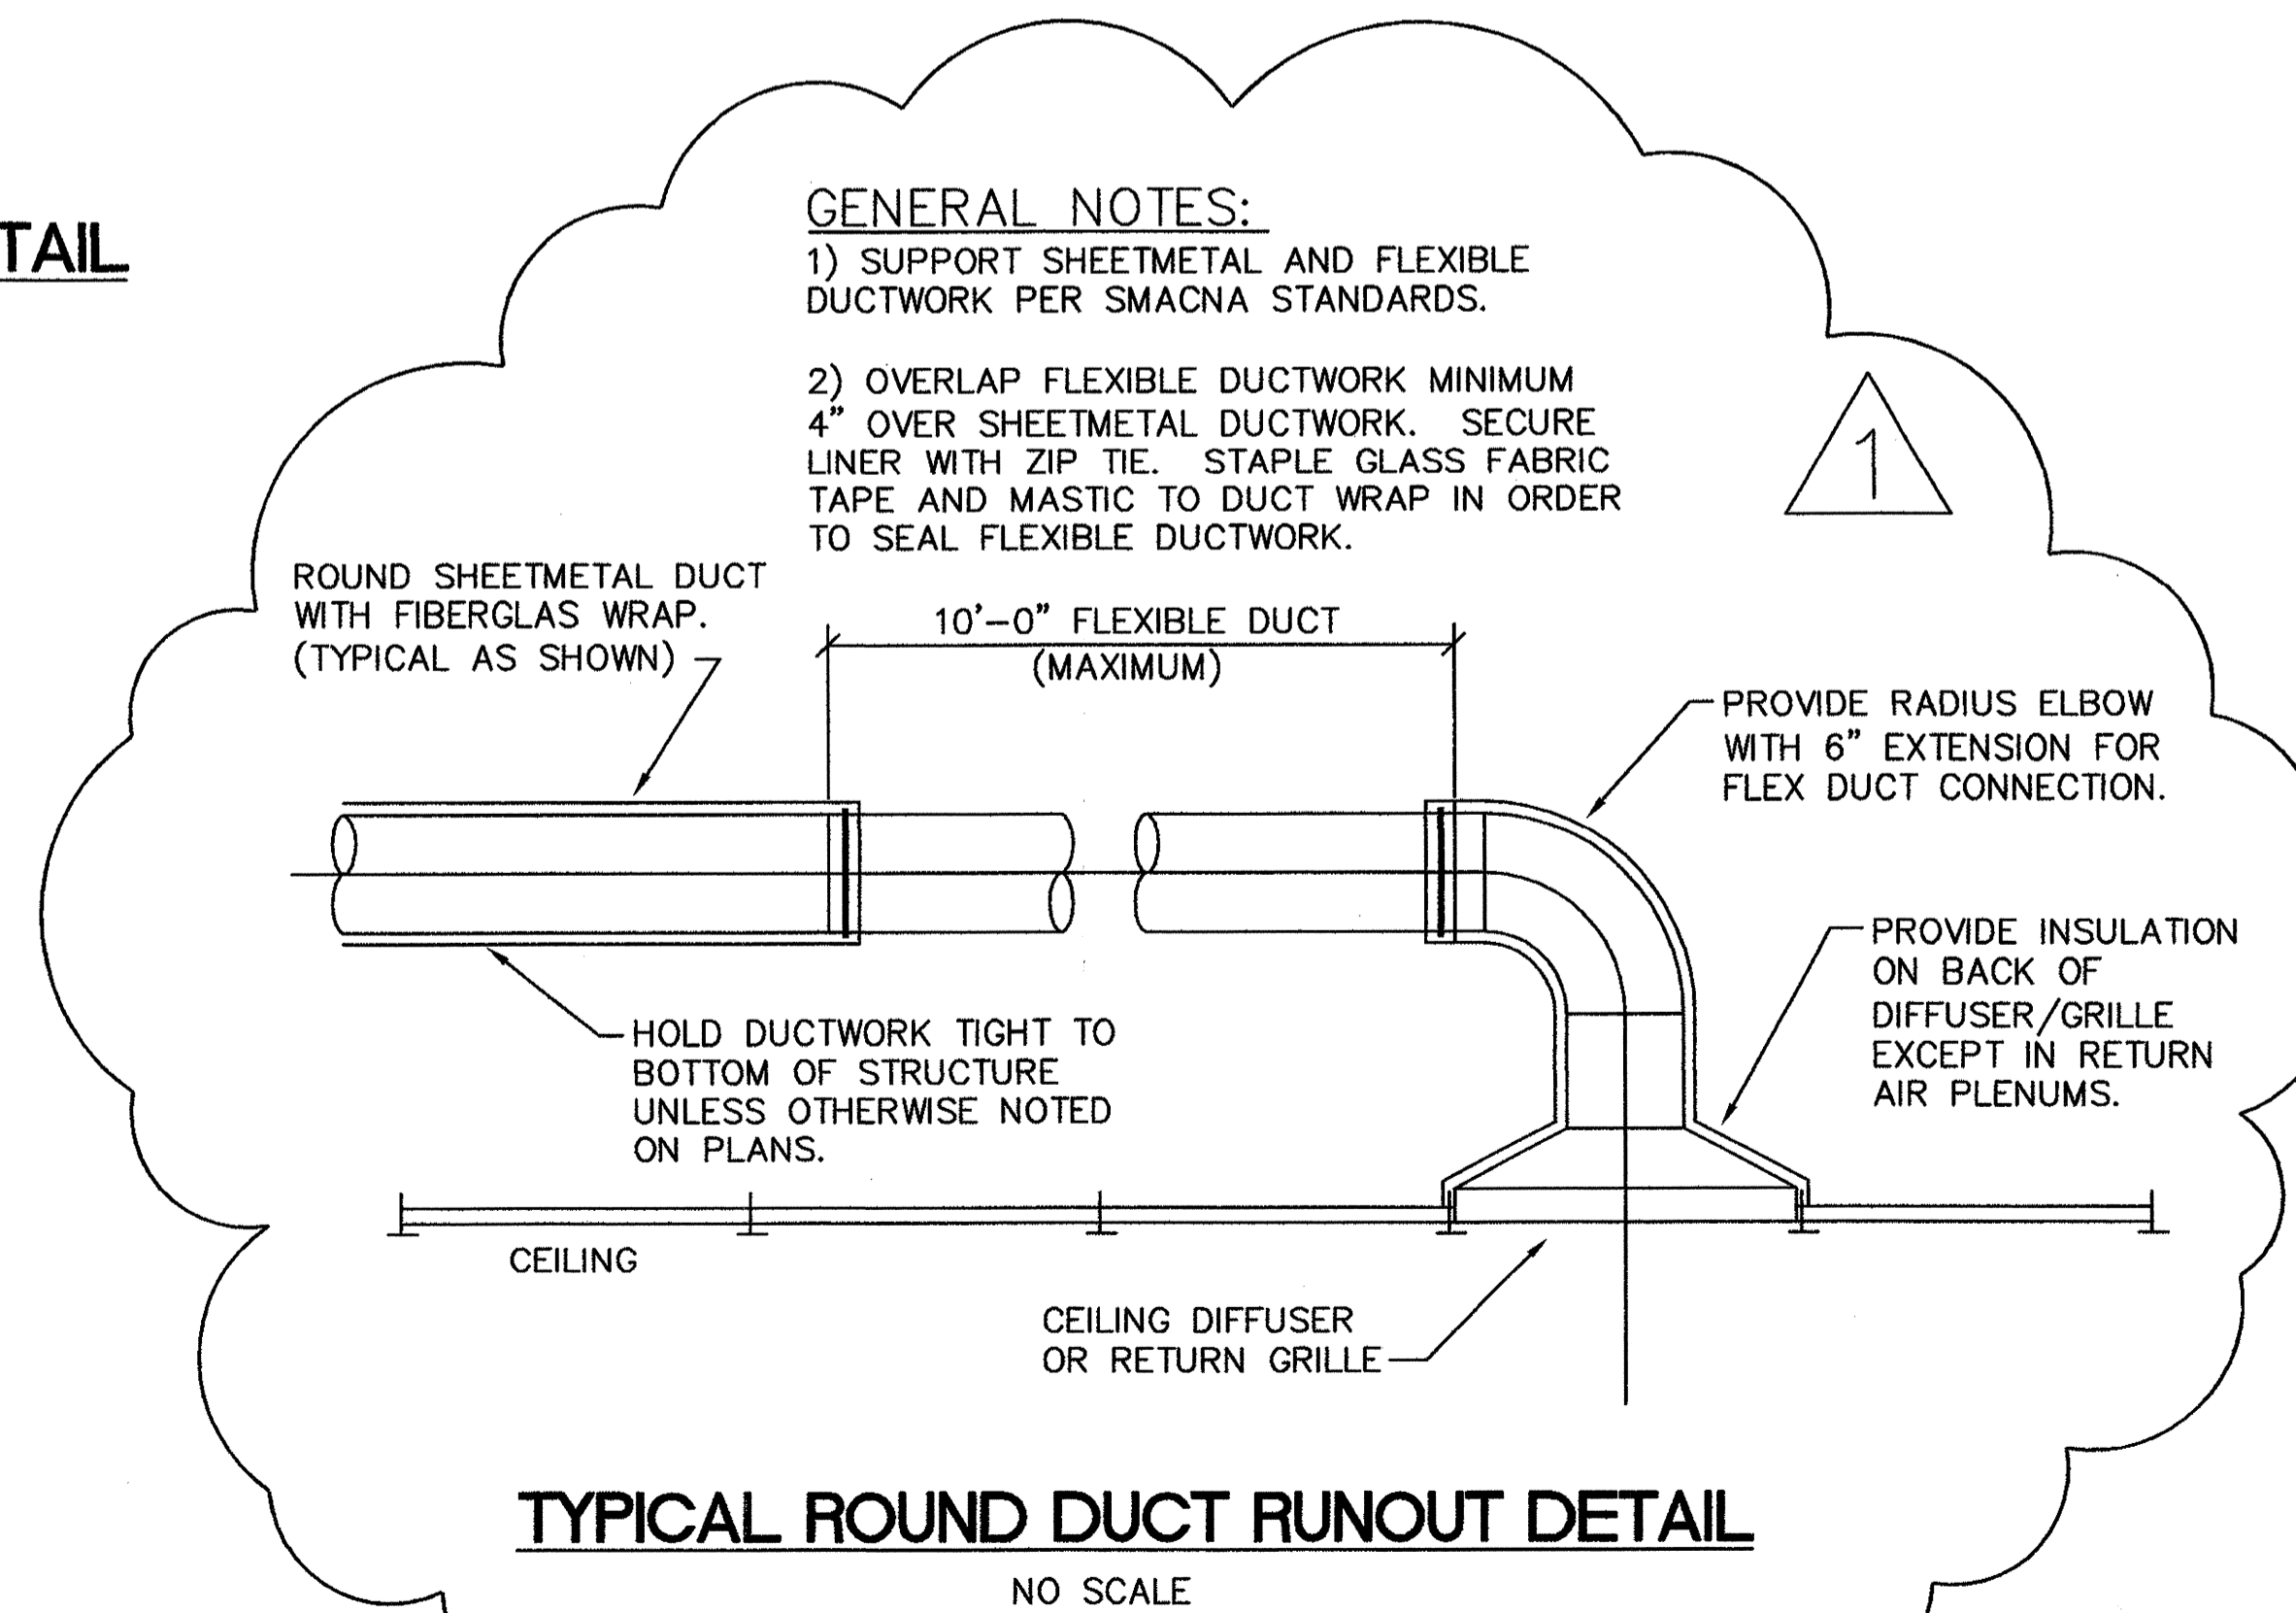 TAIL
GENERAL NOTES:
1) SUPPORT SHEETMETAL AND FLEXIBLE
DUCTWORK PER SMACNA STANDARDS.
2) OVERLAP FLEXIBLE DUCTWORK MINIMUM
4" OVER SHEETMETAL DUCTWORK. SECURE
LINER WITH ZIP TIE. STAPLE GLASS FABRIC
TAPE AND MASTIC TO DUCT WRAP IN ORDER
TO SEAL FLEXIBLE DUCTWORK.
1
ROUND SHEETMETAL DUCT
WITH FIBERGLAS WRAP.
(TYPICAL AS SHOWN)
10'-0" FLEXIBLE DUCT
(MAXIMUM)
PROVIDE RADIUS ELBOW
WITH 6" EXTENSION FOR
FLEX DUCT CONNECTION.
PROVIDE INSULATION
ON BACK OF
DIFFUSER/GRILLE
EXCEPT IN RETURN
AIR PLENUMS.
HOLD DUCTWORK TIGHT TO
BOTTOM OF STRUCTURE
UNLESS OTHERWISE NOTED
ON PLANS.
CEILING
CEILING DIFFUSER
OR RETURN GRILLE
TYPICAL ROUND DUCT RUNOUT DETAIL
NO SCALE